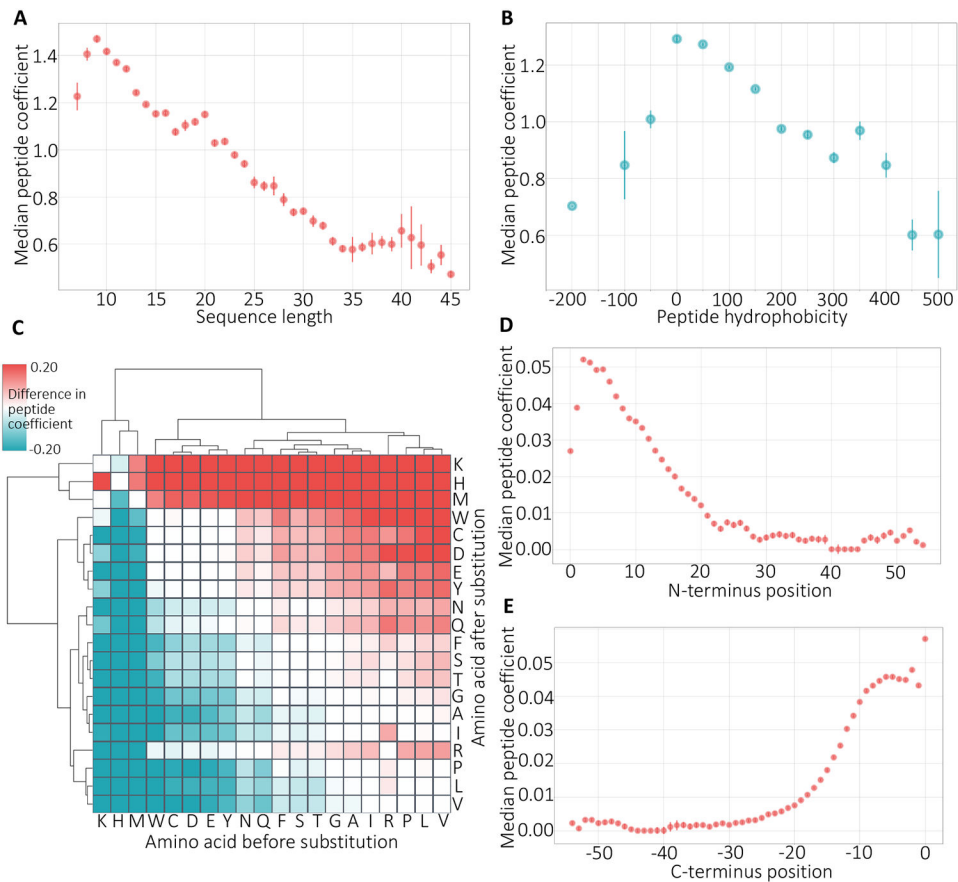 A
Median peptide coefficient
1.4
1.2
1.0
0.8
0.6
10 15 20 25 30 35 40 45
Sequence length
B
Median peptide coefficient
1.2
1.0
0.8
0.6
-200 -100 0 100 200 300 400 500
Peptide hydrophobicity
C
0.20
Difference in
peptide
coefficient
-0.20
K
H
M
W
C
D
E
Y
N
Q
F
S
T
G
A
I
R
P
L
V
Amino acid after substitution
K H M W C D E Y N Q F S T G A I R P L V
Amino acid before substitution
D
Median peptide coefficient
0.05
0.04
0.03
0.02
0.01
0.00
0 10 20 30 40 50
N-terminus position
E
Median peptide coefficient
0.05
0.04
0.03
0.02
0.01
0.00
-50 -40 -30 -20 -10 0
C-terminus position